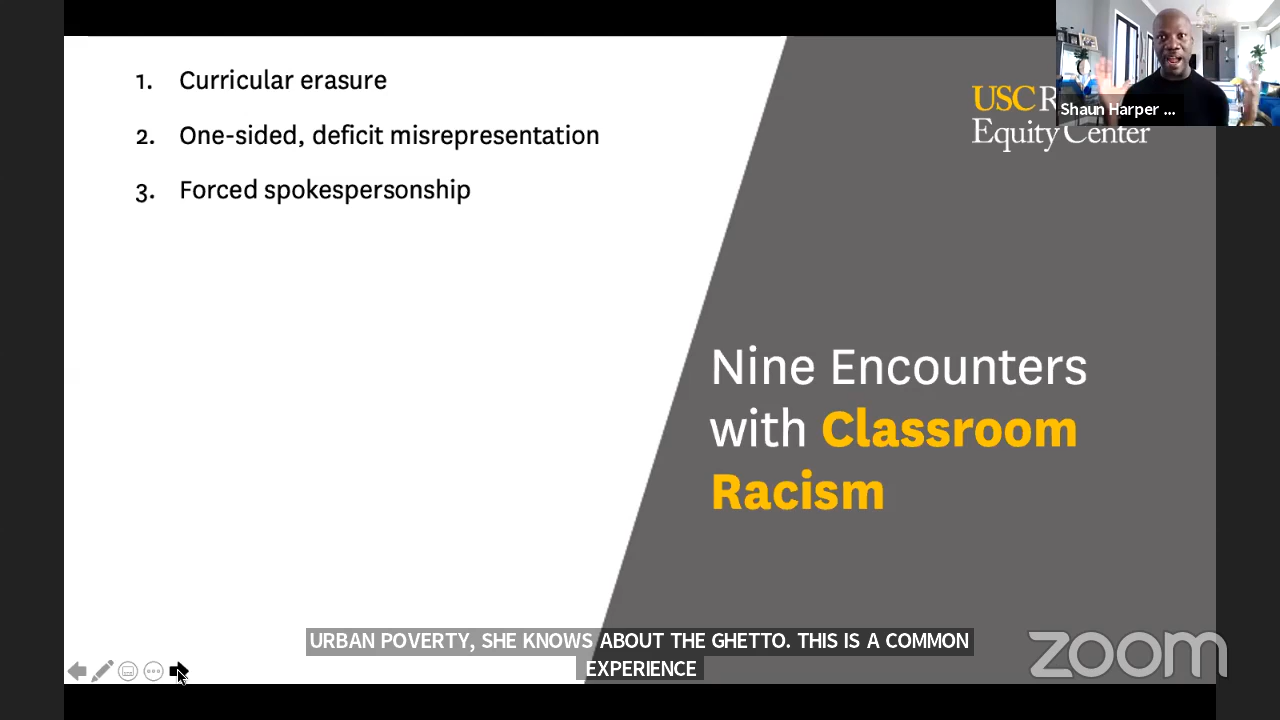 1. Curricular erasure
2. One-sided, deficit misrepresentation
3. Forced spokespersonship
USC R
Equity Center
Shaun Harper ...
Nine Encounters
with Classroom
Racism
URBAN POVERTY, SHE KNOWS ABOUT THE GHETTO. THIS IS A COMMON
EXPERIENCE
zoom